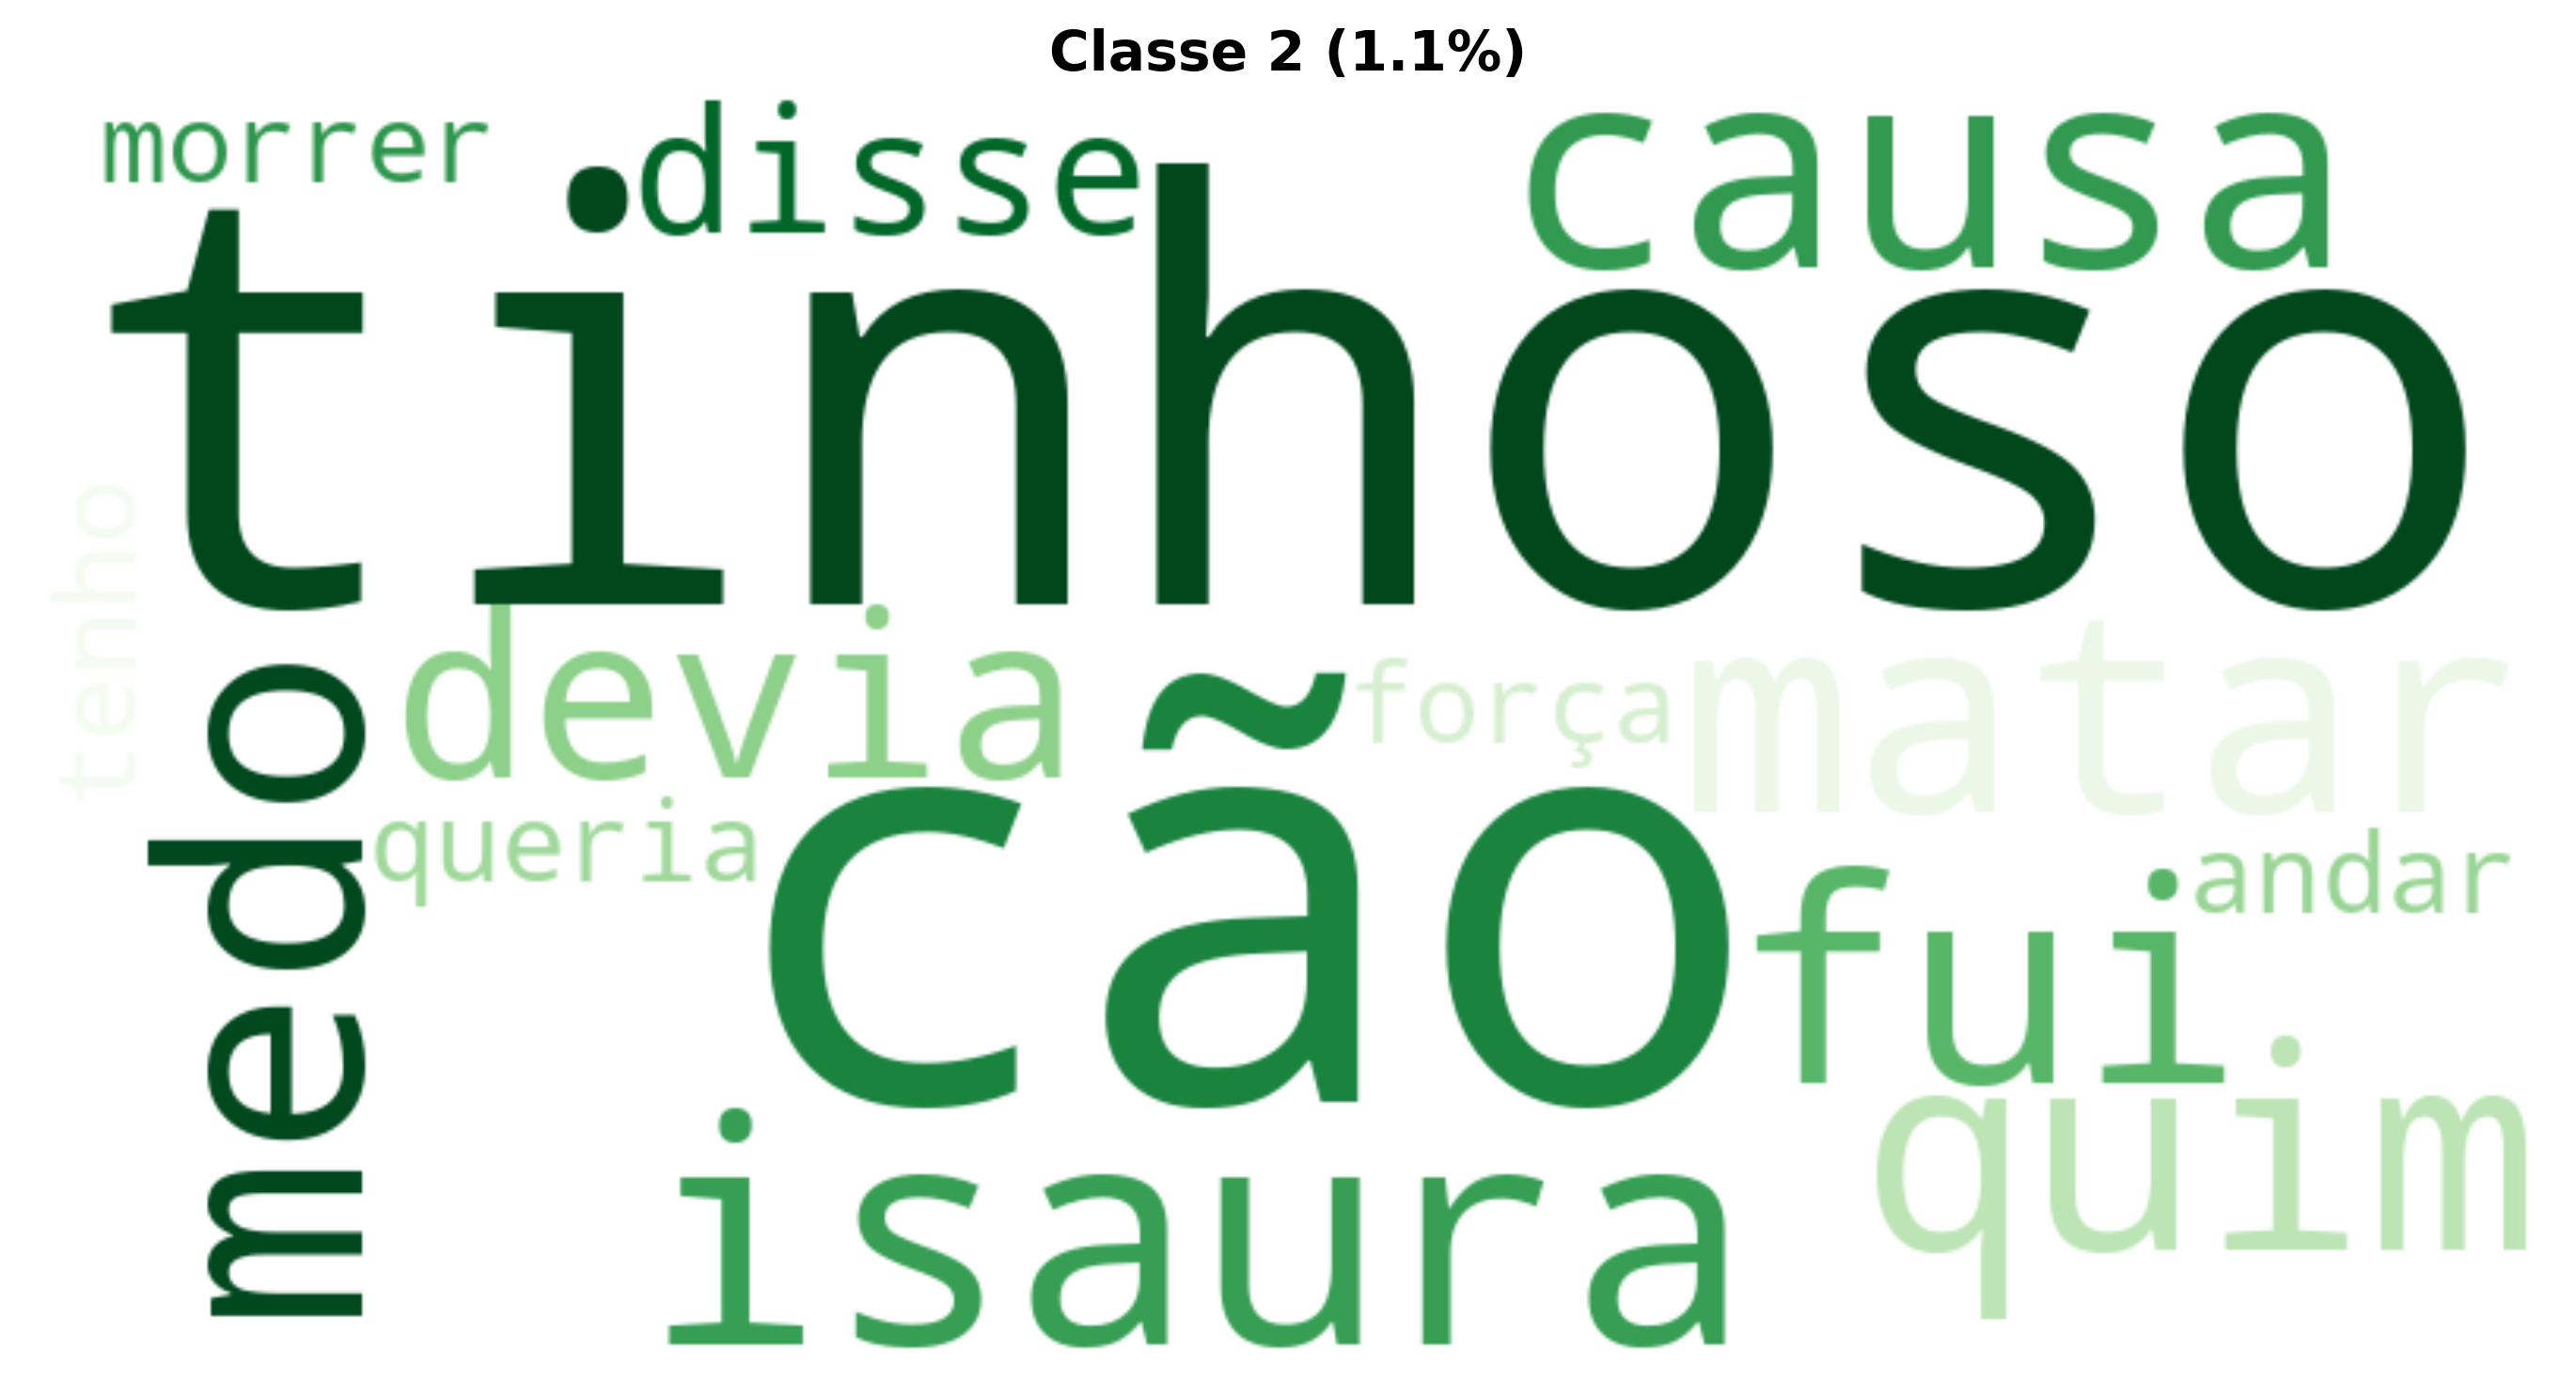 Classe 2 (1.1%)
morrer
disse
causa
tinhoso
tenho
medo
devia
força
matar
queria
cão
andar
fui
quim
isaura